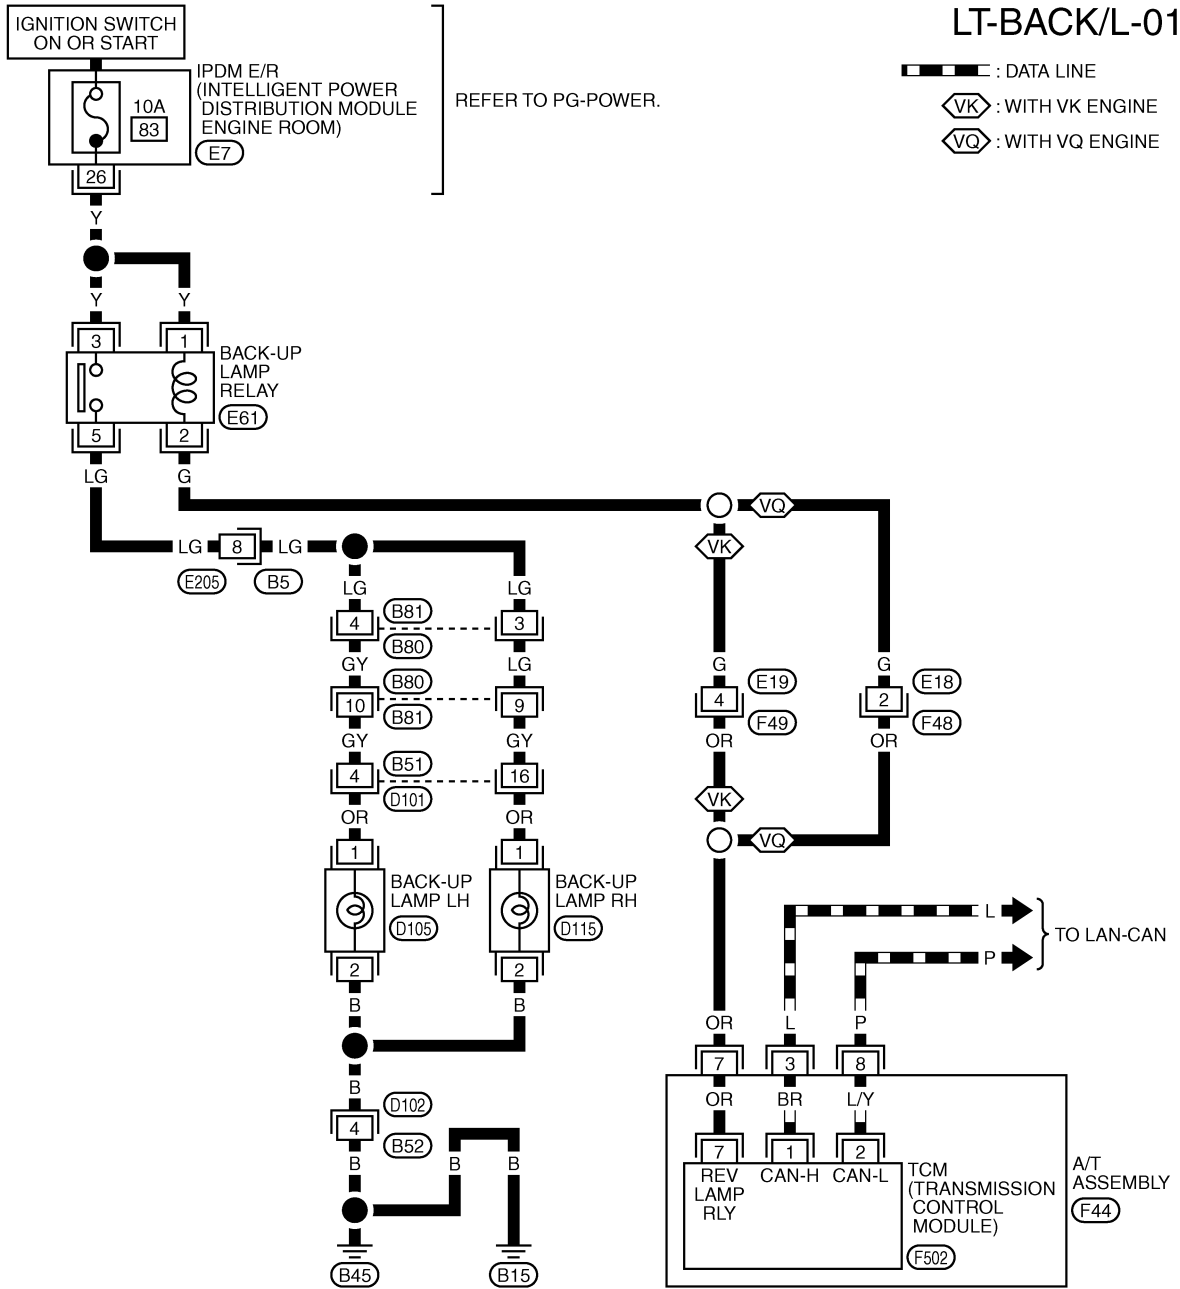 LT-BACK/L-01
IGNITION SWITCH
ON OR START
: DATA LINE
VK : WITH VK ENGINE
VQ : WITH VQ ENGINE
IPDM E/R
(INTELLIGENT POWER
DISTRIBUTION MODULE
ENGINE ROOM)
E7
10A
83
REFER TO PG-POWER.
26
Y
Y Y
3 1
BACK-UP
LAMP
RELAY
E61
5 2
LG G
VQ
VK
LG 8 LG
E205 B5
LG LG
4 B81 3
B80
GY LG
G G
10 B80 9
B81
4 E19 2 E18
F49 F48
GY GY
OR OR
4 B51 16
D101
VK
OR OR
VQ
1 1
BACK-UP
LAMP LH
D105
BACK-UP
LAMP RH
D115
2 2
B B
L
P
TO LAN-CAN
OR L P
7 3 8
OR BR L/Y
7 1 2
REV
LAMP
RLY
CAN-H CAN-L
TCM
(TRANSMISSION
CONTROL
MODULE)
F502
A/T
ASSEMBLY
F44
B
4 D102
B52
B B B
B45 B15